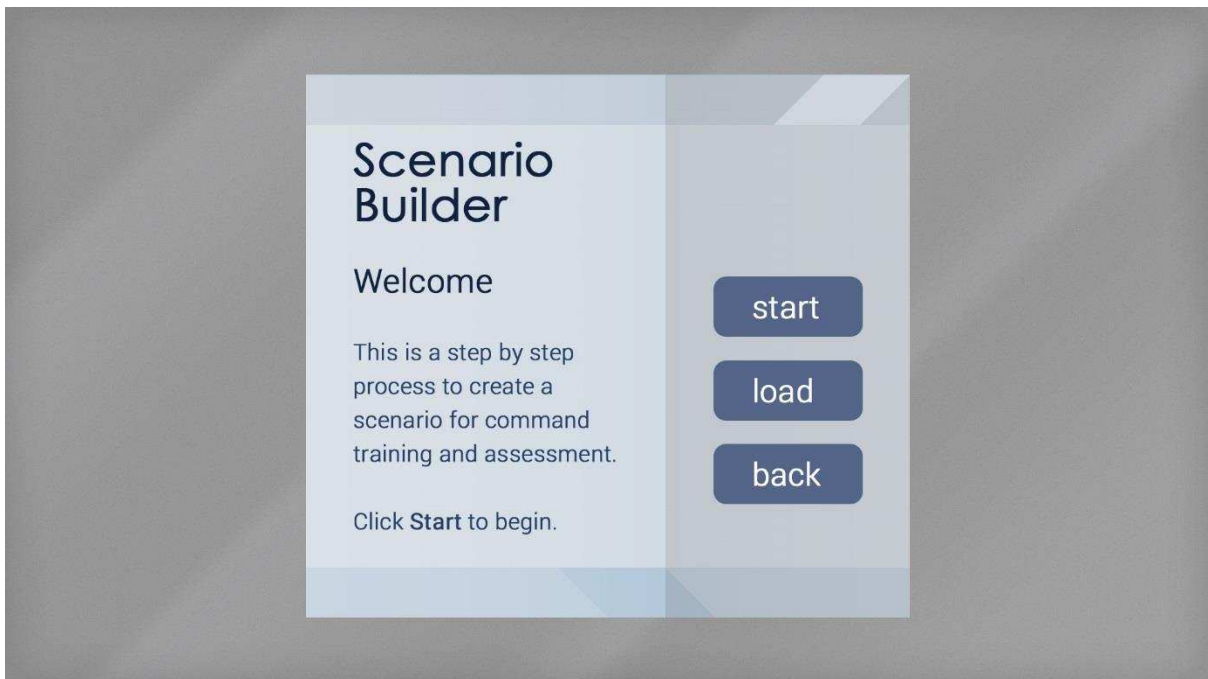 Scenario
Builder
Welcome
This is a step by step
process to create a
scenario for command
training and assessment.
Click Start to begin.
start
load
back